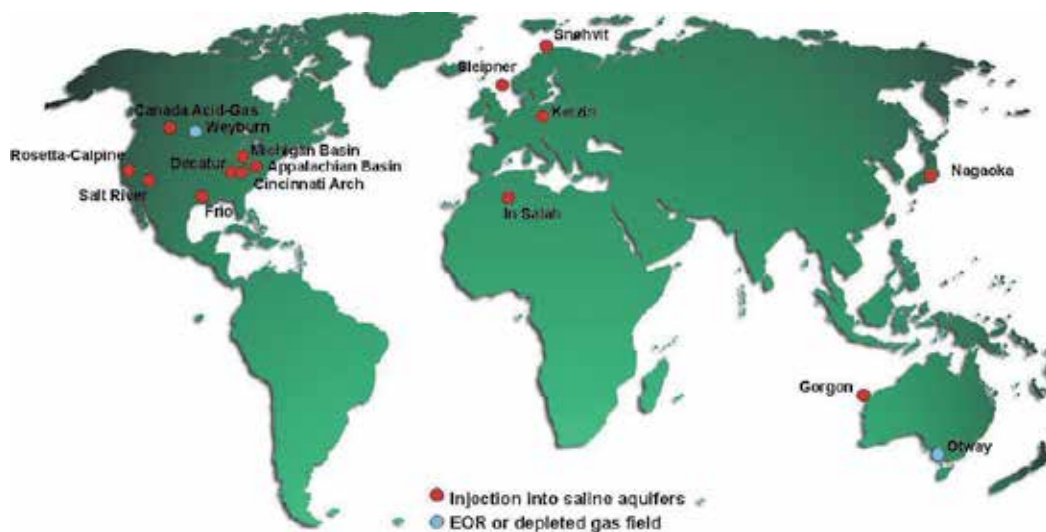 Snøhvit
Sleipner
Canada Acid-Gas
Ketzin
Weyburn
Rosetta-Calpine
Michigan Basin
Decatur
Appalachian Basin
Nagaoka
Salt River
Cincinnati Arch
Frio
In Salah
Gorgon
Otway
Injection into saline aquifers
EOR or depleted gas field